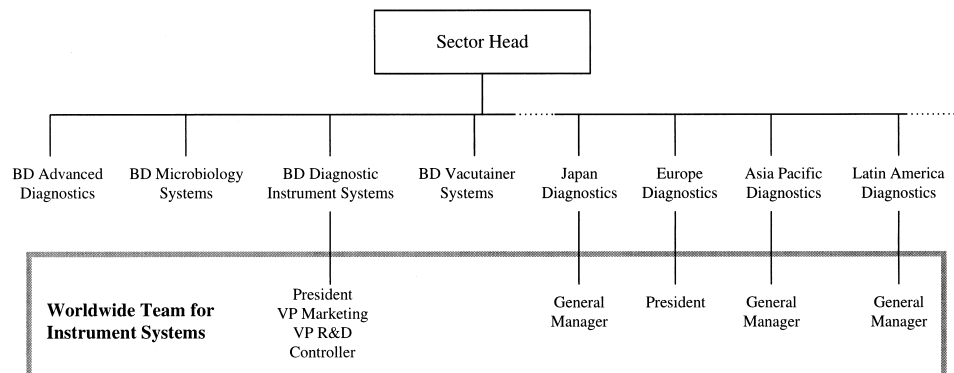 Sector Head
BD Advanced
Diagnostics
BD Microbiology
Systems
BD Diagnostic
Instrument Systems
BD Vacutainer
Systems
Japan
Diagnostics
Europe
Diagnostics
Asia Pacific
Diagnostics
Latin America
Diagnostics
Worldwide Team for
Instrument Systems
President
VP Marketing
VP R&D
Controller
General
Manager
President
General
Manager
General
Manager